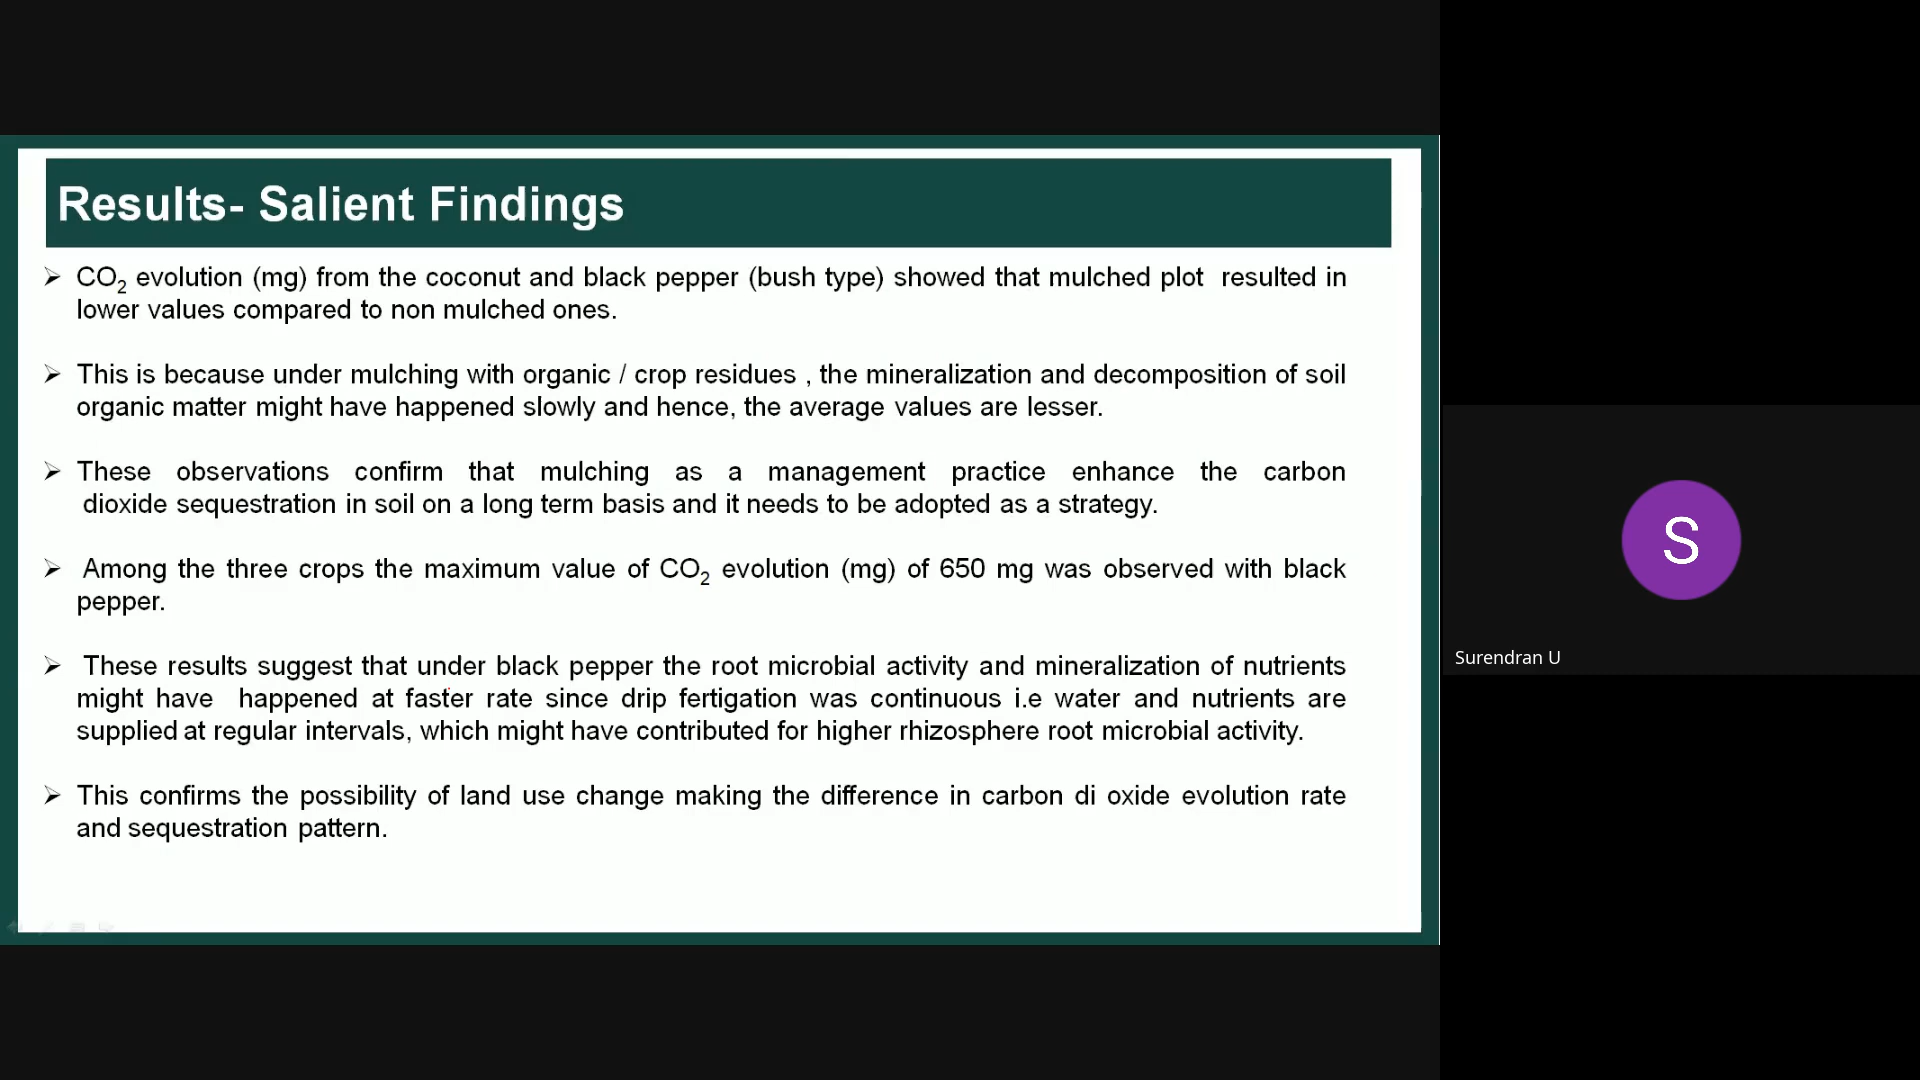 Results- Salient Findings
➢ CO₂ evolution (mg) from the coconut and black pepper (bush type) showed that mulched plot resulted in
lower values compared to non mulched ones.
➢ This is because under mulching with organic / crop residues , the mineralization and decomposition of soil
organic matter might have happened slowly and hence, the average values are lesser.
➢ These observations confirm that mulching as a management practice enhance the carbon
dioxide sequestration in soil on a long term basis and it needs to be adopted as a strategy.
➢ Among the three crops the maximum value of CO₂ evolution (mg) of 650 mg was observed with black
pepper.
➢ These results suggest that under black pepper the root microbial activity and mineralization of nutrients
might have happened at faster rate since drip fertigation was continuous i.e water and nutrients are
supplied at regular intervals, which might have contributed for higher rhizosphere root microbial activity.
➢ This confirms the possibility of land use change making the difference in carbon di oxide evolution rate
and sequestration pattern.
S
Surendran U